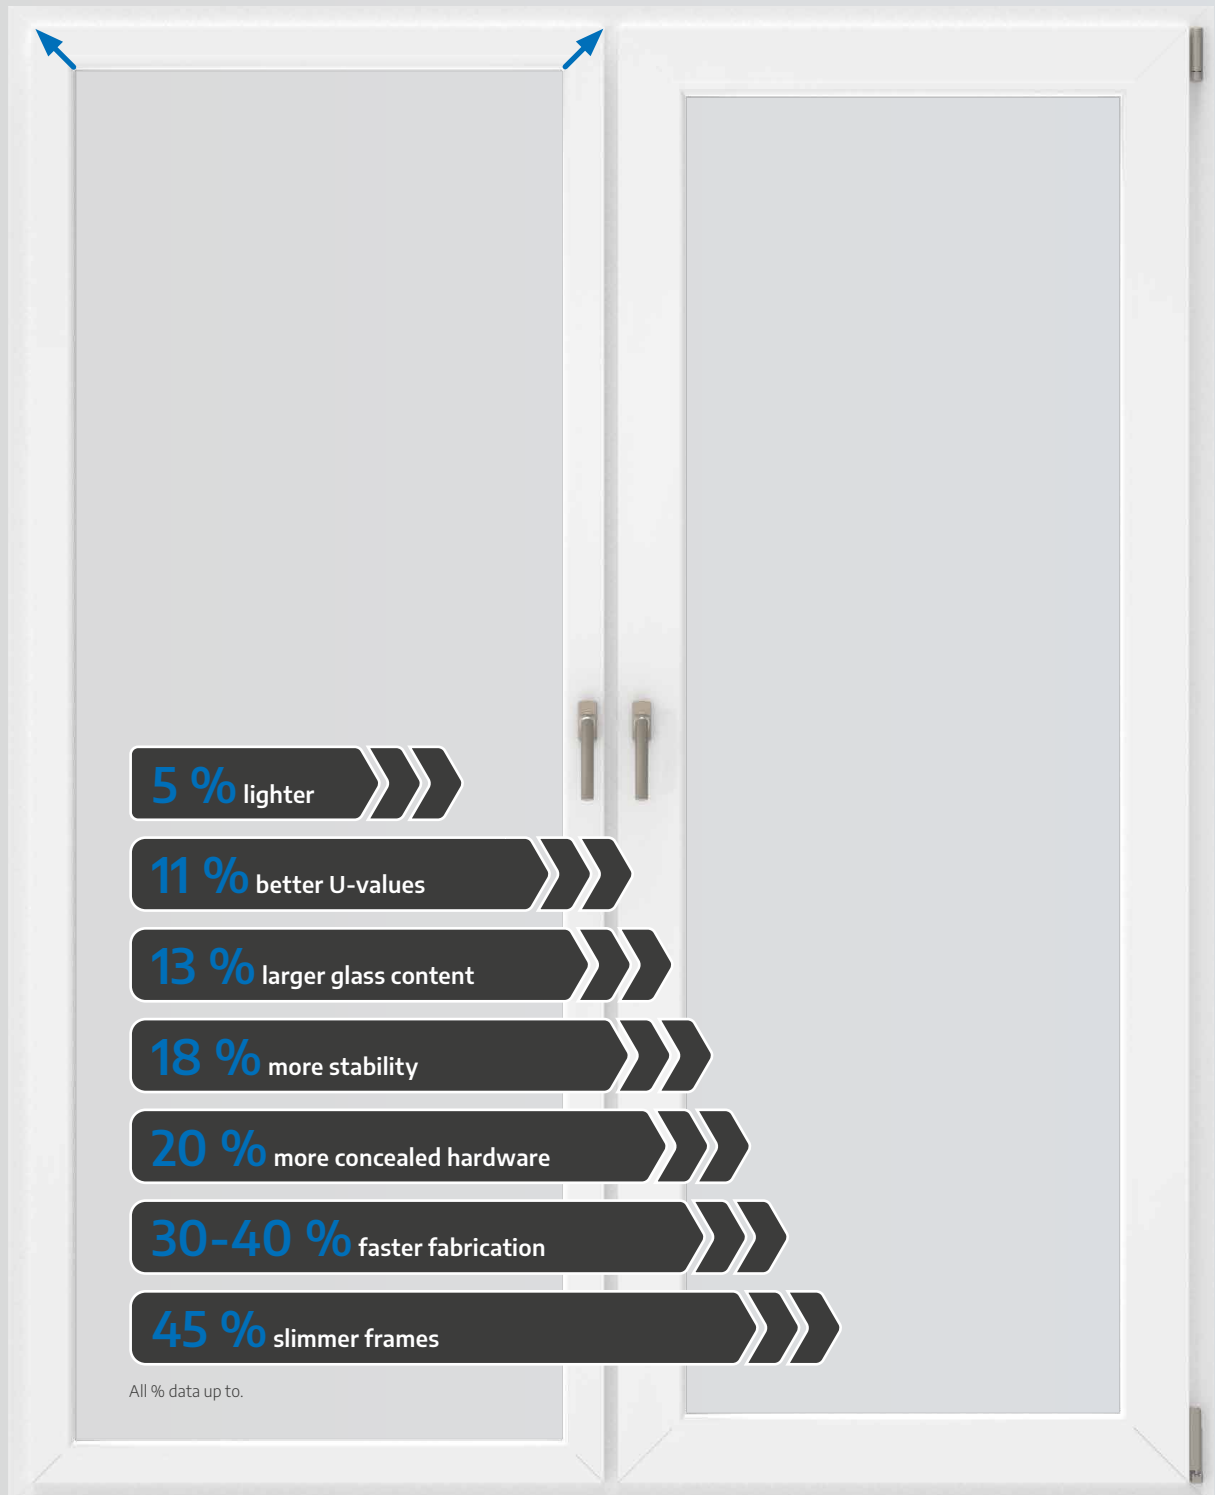 5 % lighter
11 % better U-values
13 % larger glass content
18 % more stability
20 % more concealed hardware
30-40 % faster fabrication
45 % slimmer frames
All % data up to.